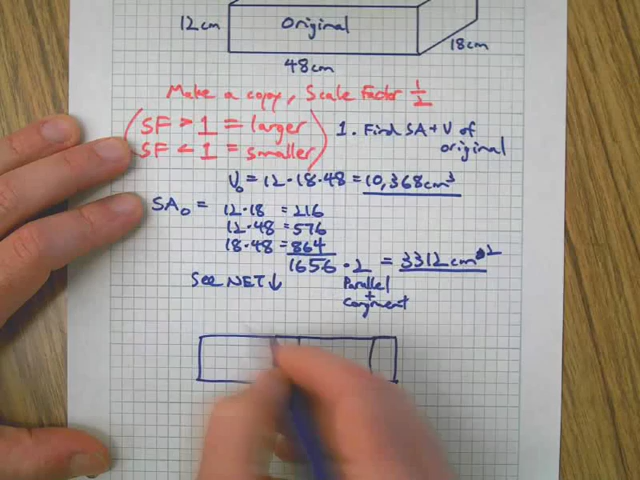 12cm
Original
48cm
18cm
Make a copy, Scale Factor 1/2
SF > 1 = larger
SF < 1 = smaller
1. Find SA + V of
original
V₀ = 12·18·48 = 10,368cm³
SA₀ = 12·18 = 216
12·48 = 576
18·48 = 864
1656 · 2 = 3312 cm²
See NET ↓
Parallel
+
congruent